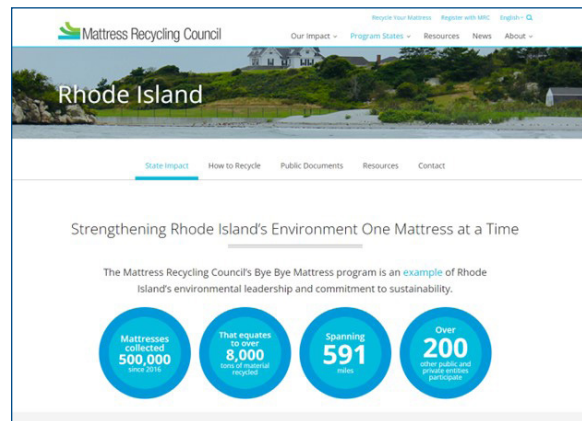 Recycle Your Mattress Register with MRC English
Mattress Recycling Council
Our Impact Program States Resources News About
Rhode Island
State Impact How to Recycle Public Documents Resources Contact
Strengthening Rhode Island's Environment One Mattress at a Time
The Mattress Recycling Council's Bye Bye Mattress program is an example of Rhode
Island's environmental leadership and commitment to sustainability.
Mattresses
collected
500,000
since 2016
That equates
to over
8,000
tons of material
recycled
Spanning
591
miles
Over
200
other public and
private entities
participate